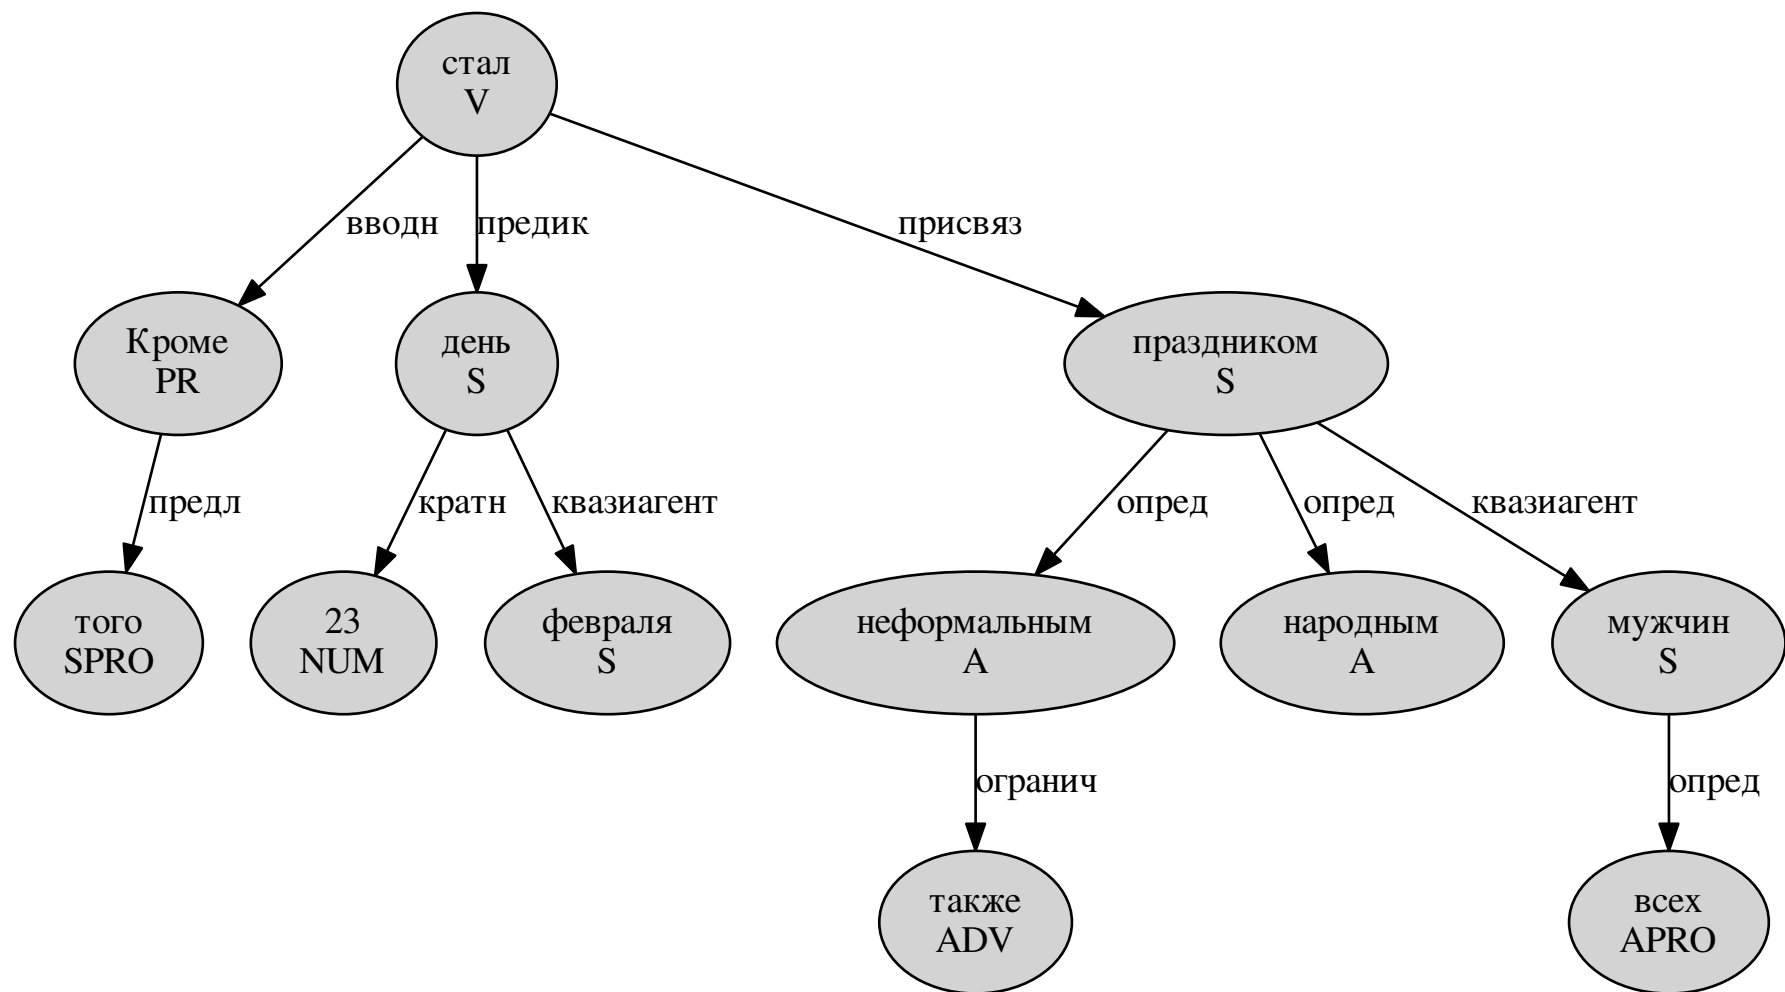 стал
V
вводн
предик
присвяз
Кроме
PR
день
S
праздником
S
предл
кратн
квазиагент
опред
опред
квазиагент
того
SPRO
23
NUM
февраля
S
неформальным
A
народным
A
мужчин
S
огранич
опред
также
ADV
всех
APRO